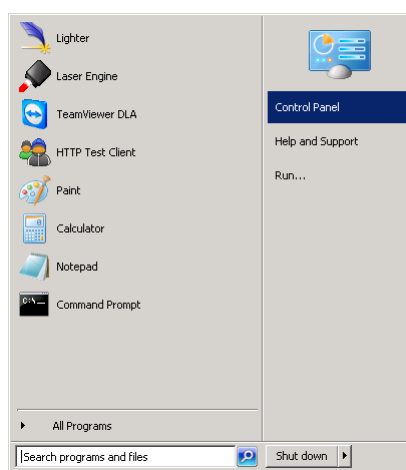 Lighter
Laser Engine
TeamViewer DLA
HTTP Test Client
Paint
Calculator
Notepad
C:\
Command Prompt
All Programs
Search programs and files
Control Panel
Help and Support
Run...
Shut down